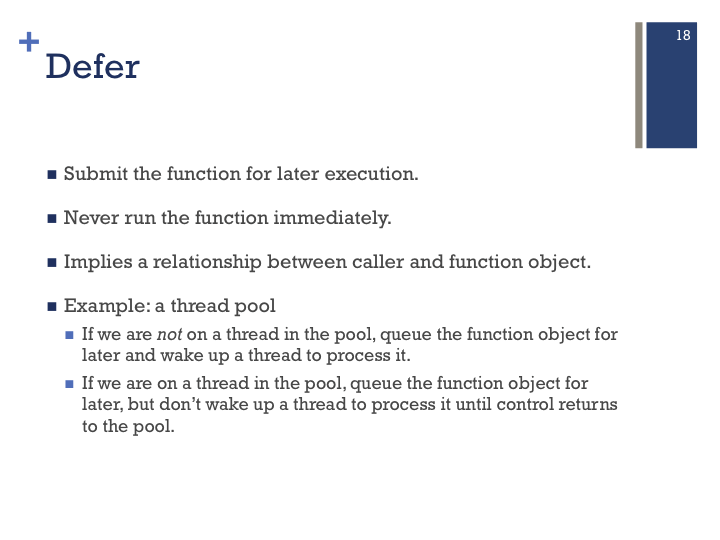 18
+
Defer
Submit the function for later execution.
Never run the function immediately.
Implies a relationship between caller and function object.
Example: a thread pool
If we are not on a thread in the pool, queue the function object for
later and wake up a thread to process it.
If we are on a thread in the pool, queue the function object for
later, but don’t wake up a thread to process it until control returns
to the pool.